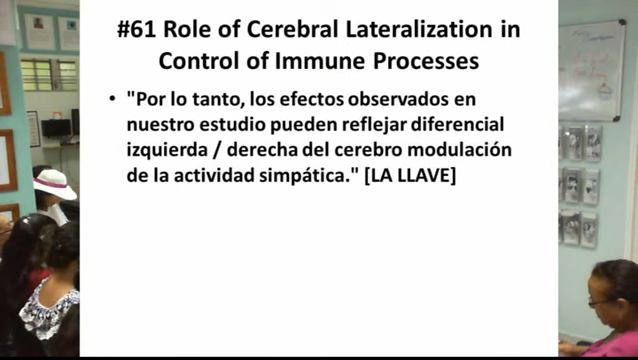 #61 Role of Cerebral Lateralization in
Control of Immune Processes
• "Por lo tanto, los efectos observados en
nuestro estudio pueden reflejar diferencial
izquierda / derecha del cerebro modulación
de la actividad simpática." [LA LLAVE]